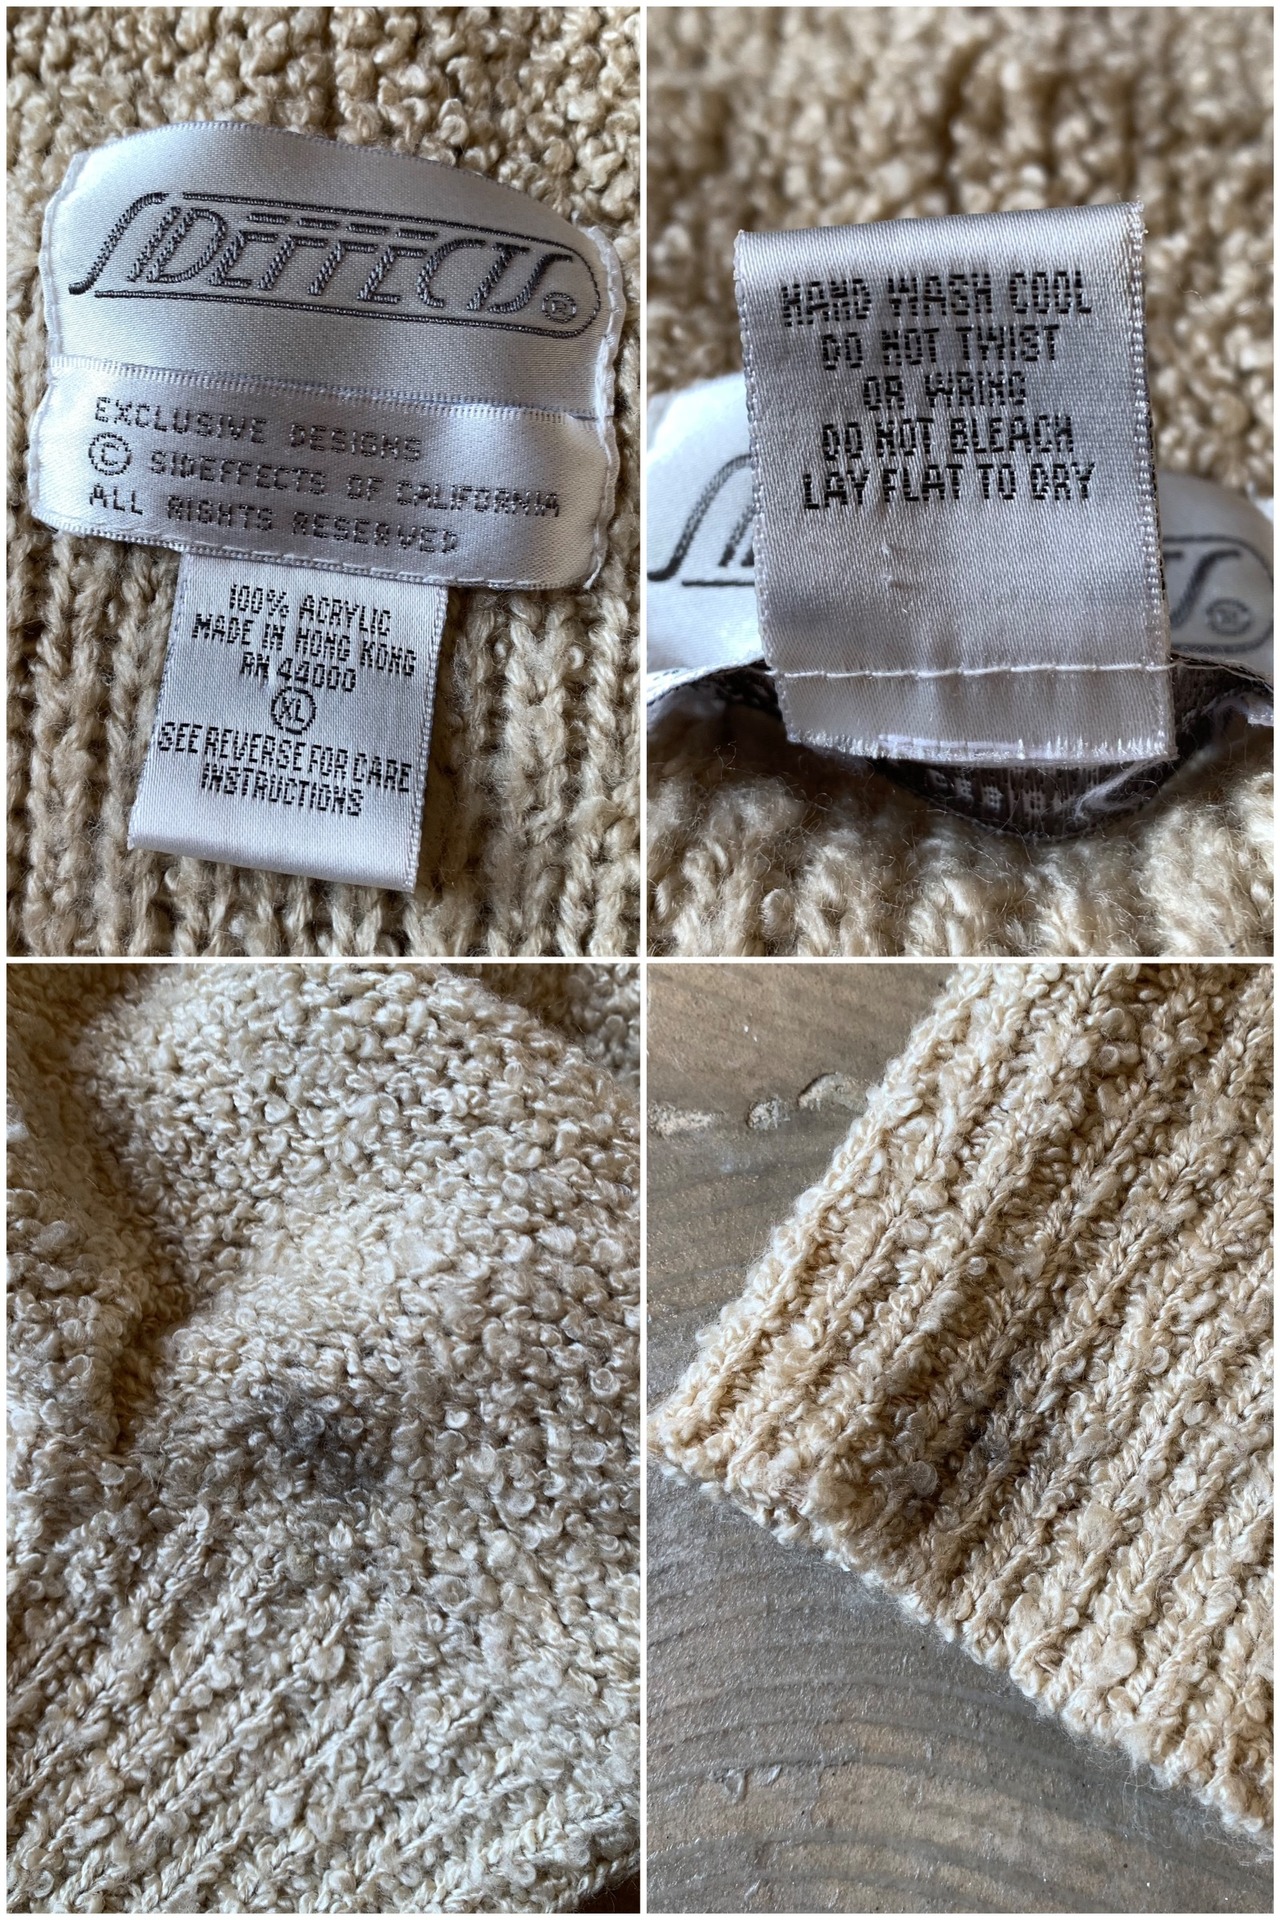 SIDEFFECTS®
EXCLUSIVE DESIGNS
© SIDEFFECTS OF CALIFORNIA
ALL RIGHTS RESERVED
100% ACRYLIC
MADE IN HONG KONG
RN 44000
XL
SEE REVERSE FOR CARE
INSTRUCTIONS
HAND WASH COOL
DO NOT TWIST
OR WRING
DO NOT BLEACH
LAY FLAT TO DRY